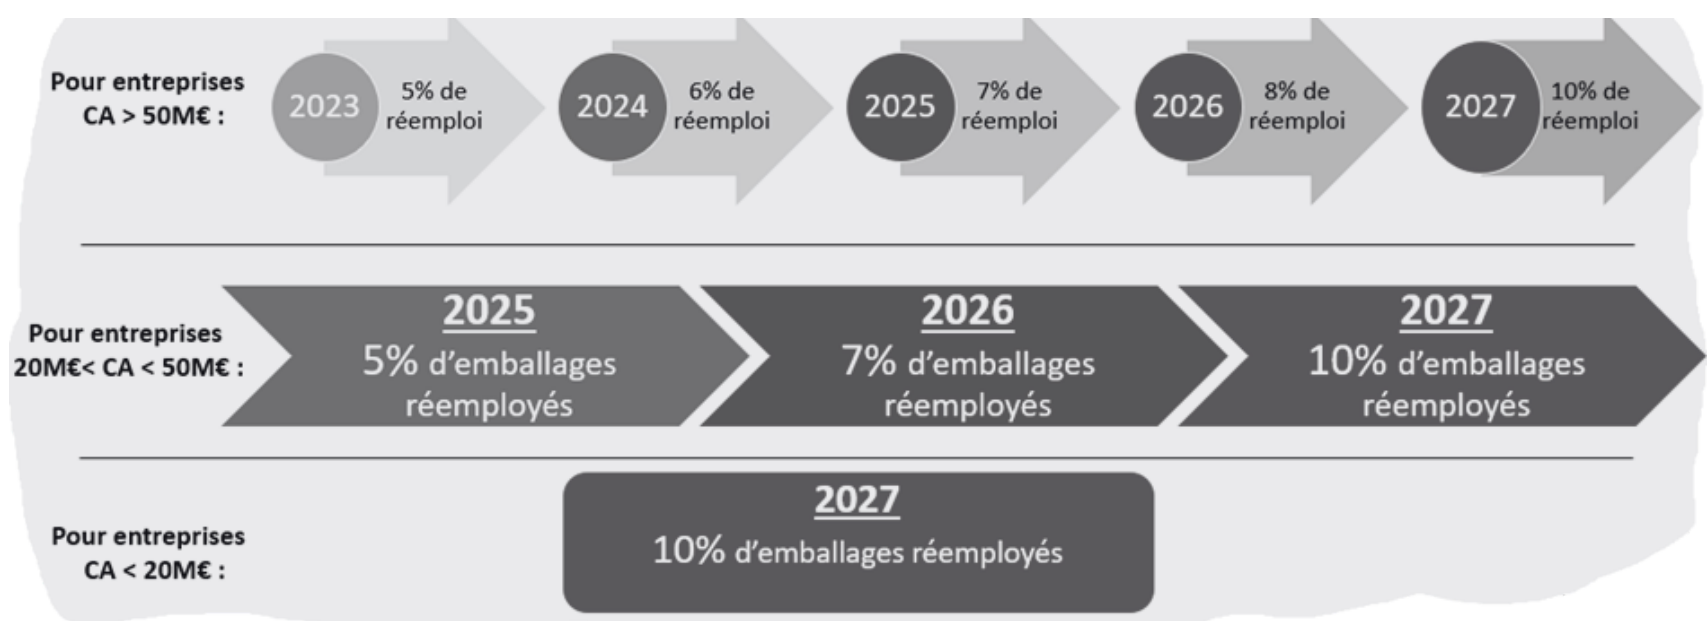 Pour entreprises
CA > 50M€ :
2023
5% de
réemploi
2024
6% de
réemploi
2025
7% de
réemploi
2026
8% de
réemploi
2027
10% de
réemploi
Pour entreprises
20M€< CA < 50M€ :
2025
5% d’emballages
réemployés
2026
7% d’emballages
réemployés
2027
10% d’emballages
réemployés
Pour entreprises
CA < 20M€ :
2027
10% d’emballages réemployés